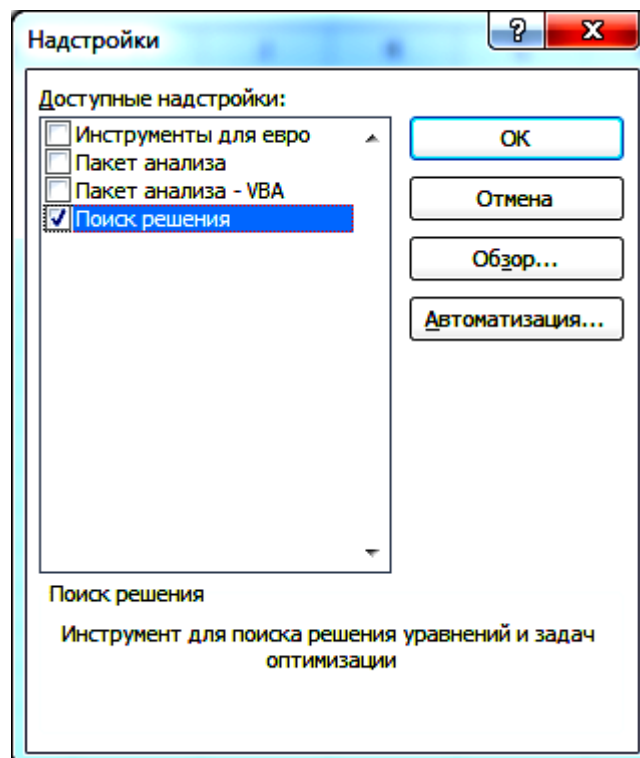 Надстройки
Доступные надстройки:
Инструменты для евро
Пакет анализа
Пакет анализа - VBA
Поиск решения
ОК
Отмена
Обзор...
Автоматизация...
Поиск решения
Инструмент для поиска решения уравнений и задач
оптимизации